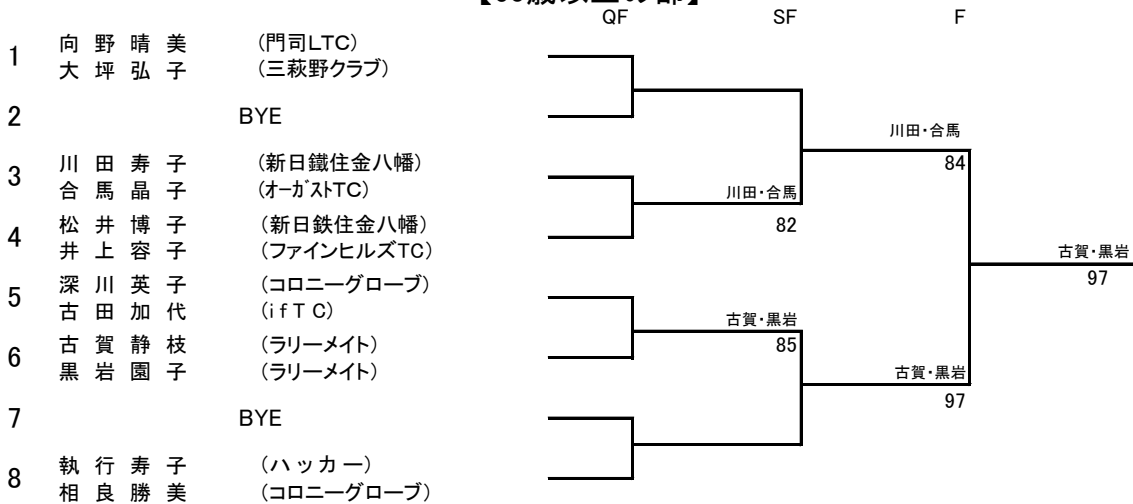 QF SF F
1 向 野 晴 美 (門司LTC)
大 坪 弘 子 (三萩野クラブ)
2 BYE
川田・合馬
84
3 川 田 寿 子 (新日鐵住金八幡)
合 馬 晶 子 (オーガストTC)
川田・合馬
82
4 松 井 博 子 (新日鉄住金八幡)
井 上 容 子 (ファインヒルズTC)
古賀・黒岩
97
5 深 川 英 子 (コロニーグローブ)
古 田 加 代 (i f T C)
古賀・黒岩
85
6 古 賀 静 枝 (ラリーメイト)
黒 岩 園 子 (ラリーメイト)
古賀・黒岩
97
7 BYE
8 執 行 寿 子 (ハッカー)
相 良 勝 美 (コロニーグローブ)